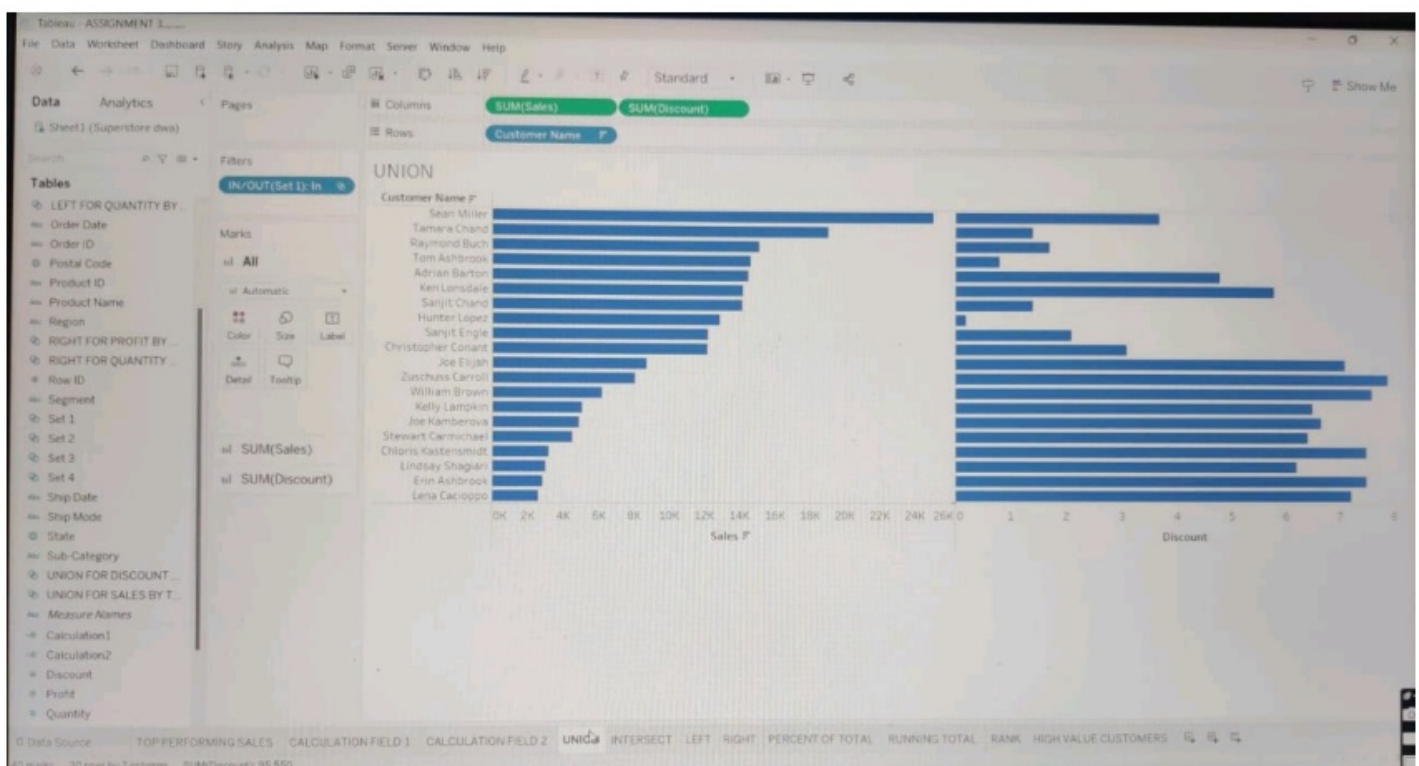 Tableau - ASSIGNMENT
File Data Worksheet Dashboard Story Analysis Map Format Server Window Help
Standard
Show Me
Data Analytics
Sheet1 (Superstore dwa)
Search
Tables
LEFT FOR QUANTITY BY...
Order Date
Order ID
Postal Code
Product ID
Product Name
Region
RIGHT FOR PROFIT BY...
RIGHT FOR QUANTITY...
Row ID
Segment
Set 1
Set 2
Set 3
Set 4
Ship Date
Ship Mode
State
Sub-Category
UNION FOR DISCOUNT...
UNION FOR SALES BY T...
Measure Names
Calculation1
Calculation2
Discount
Profit
Quantity
Pages
Filters
IN/OUT(Set 1): In
Marks
All
Automatic
Color Size Label
Detail Tooltip
SUM(Sales)
SUM(Discount)
Columns SUM(Sales) SUM(Discount)
Rows Customer Name
UNION
Customer Name
Sean Miller
Tamara Chand
Raymond Buch
Tom Ashbrook
Adrian Barton
Ken Lonsdale
Sanjit Chand
Hunter Lopez
Sanjit Engle
Christopher Conant
Joe Elijah
Zuschuss Carroll
William Brown
Kelly Lampkin
Joe Kamberova
Stewart Carmichael
Chloris Kastensmidt
Lindsay Shagiari
Erin Ashbrook
Lena Cacioppo
0K 2K 4K 6K 8K 10K 12K 14K 16K 18K 20K 22K 24K 26K 0 1 2 3 4 5 6 7 8
Sales Discount
Data Source TOP PERFORMING SALES CALCULATION FIELD 1 CALCULATION FIELD 2 UNION INTERSECT LEFT RIGHT PERCENT OF TOTAL RUNNING TOTAL RANK HIGH VALUE CUSTOMERS